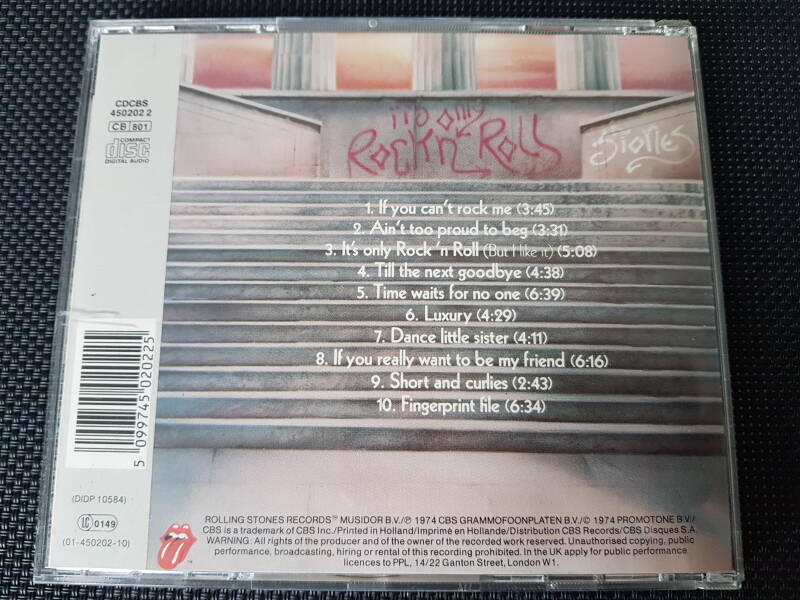 CDCBS
450202 2
CB 801
COMPACT
disc
DIGITAL AUDIO
it's only
Rock'n Roll
Stones
1. If you can't rock me (3:45)
2. Ain't too proud to beg (3:31)
3. It's only Rock 'n Roll (But I like it) (5:08)
4. Till the next goodbye (4:38)
5. Time waits for no one (6:39)
6. Luxury (4:29)
7. Dance little sister (4:11)
8. If you really want to be my friend (6:16)
9. Short and curlies (2:43)
10. Fingerprint file (6:34)
5 099745 020225
(DIDP 10584)
LC 0149
(01-450202-10)
ROLLING STONES RECORDS® MUSIDOR B.V./℗ 1974 CBS GRAMMOFOONPLATEN B.V./© 1974 PROMOTONE B.V./
CBS is a trademark of CBS Inc./Printed in Holland/Imprimé en Hollande/Distribution CBS Records/CBS Disques S.A.
WARNING: All rights of the producer and of the owner of the recorded work reserved. Unauthorised copying, public
performance, broadcasting, hiring or rental of this recording prohibited. In the UK apply for public performance
licences to PPL, 14/22 Ganton Street, London W1.